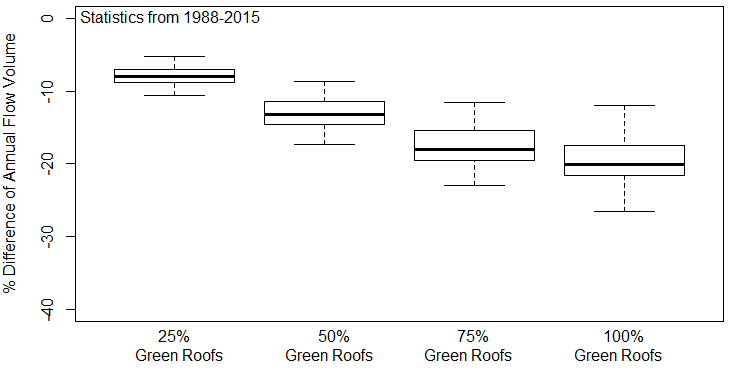 Statistics from 1988-2015
% Difference of Annual Flow Volume
0
-10
-20
-30
-40
25%
Green Roofs
50%
Green Roofs
75%
Green Roofs
100%
Green Roofs